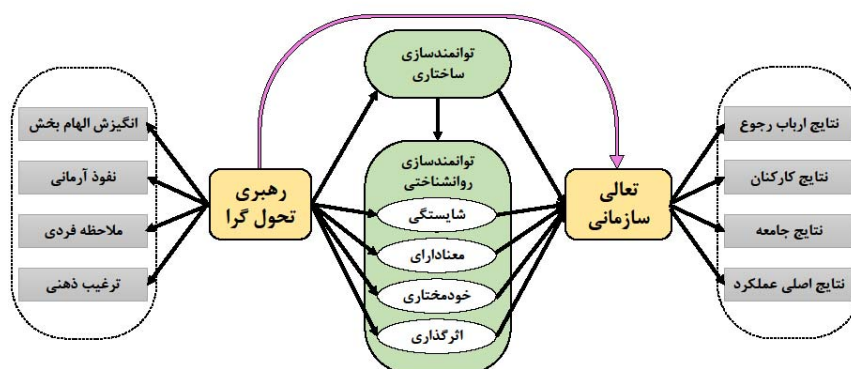 توانمندسازی
ساختاری
انگیزش الهام بخش
نفوذ آرمانی
ملاحظه فردی
ترغیب ذهنی
رهبری
تحول گرا
توانمندسازی
روانشناختی
شایستگی
معنادارای
خودمختاری
اثرگذاری
تعالی
سازمانی
نتایج ارباب رجوع
نتایج کارکنان
نتایج جامعه
نتایج اصلی عملکرد